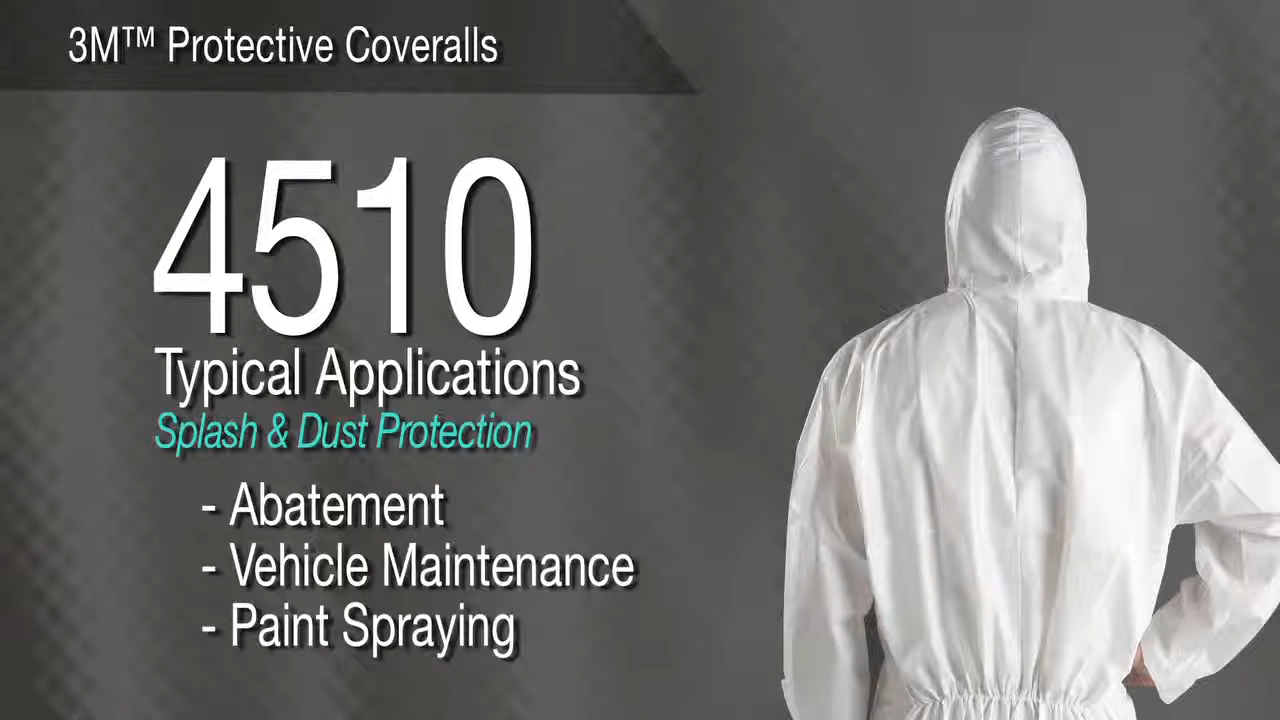 3M™ Protective Coveralls
4510
Typical Applications
Splash & Dust Protection
- Abatement
- Vehicle Maintenance
- Paint Spraying